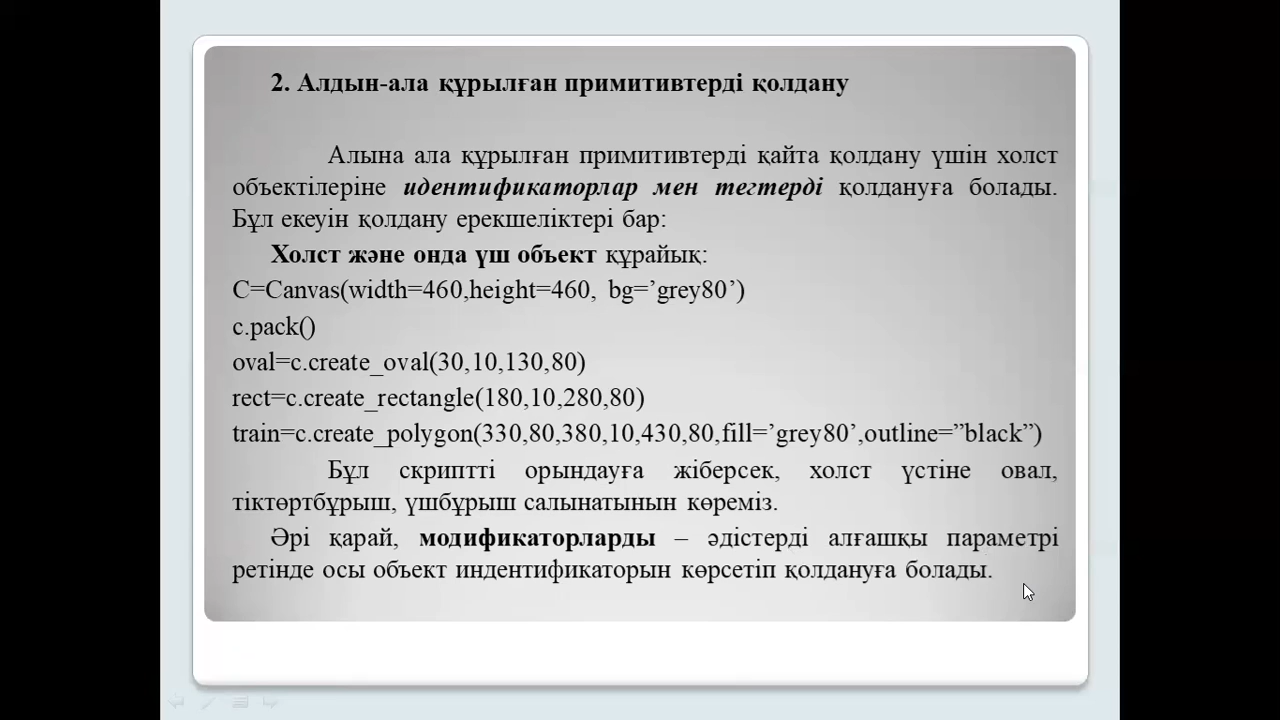 2. Алдын-ала құрылған примитивтерді қолдану
Алына ала құрылған примитивтерді қайта қолдану үшін холст
объектілеріне идентификаторлар мен тегтерді қолдануға болады.
Бұл екеуін қолдану ерекшеліктері бар:
Холст және онда үш объект құрайық:
C=Canvas(width=460,height=460, bg=’grey80’)
c.pack()
oval=c.create_oval(30,10,130,80)
rect=c.create_rectangle(180,10,280,80)
train=c.create_polygon(330,80,380,10,430,80,fill=’grey80’,outline=”black”)
Бұл скриптті орындауға жіберсек, холст үстіне овал,
тіктөртбұрыш, үшбұрыш салынатынын көреміз.
Әрі қарай, модификаторларды – әдістерді алғашқы параметрі
ретінде осы объект индентификаторын көрсетіп қолдануға болады.